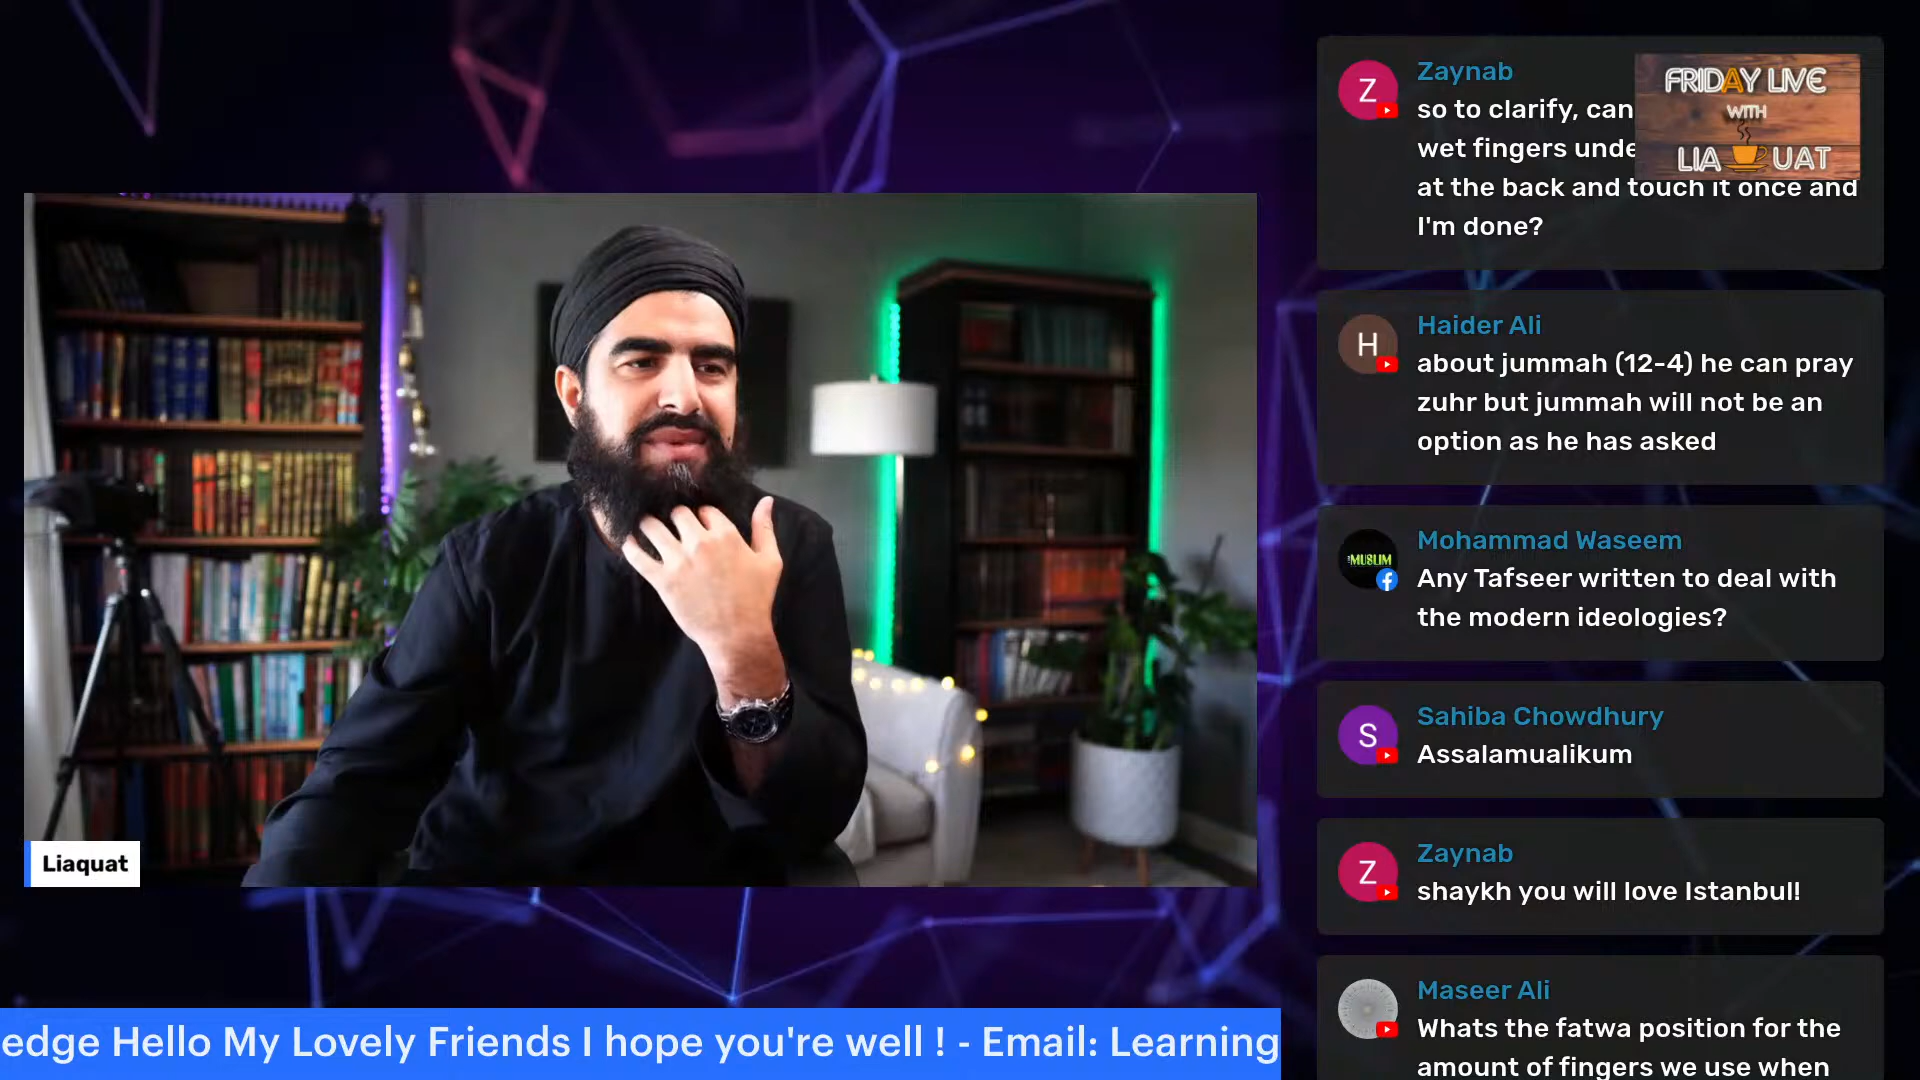 Zaynab
so to clarify, can
wet fingers unde
at the back and touch it once and
I'm done?
FRIDAY LIVE
WITH
LIA UAT
Haider Ali
about jummah (12-4) he can pray
zuhr but jummah will not be an
option as he has asked
Mohammad Waseem
Any Tafseer written to deal with
the modern ideologies?
Sahiba Chowdhury
Assalamualikum
Zaynab
shaykh you will love Istanbul!
Maseer Ali
Whats the fatwa position for the
amount of fingers we use when
Z
H
MUSLIM
S
Z
Liaquat
edge Hello My Lovely Friends I hope you're well ! - Email: Learning